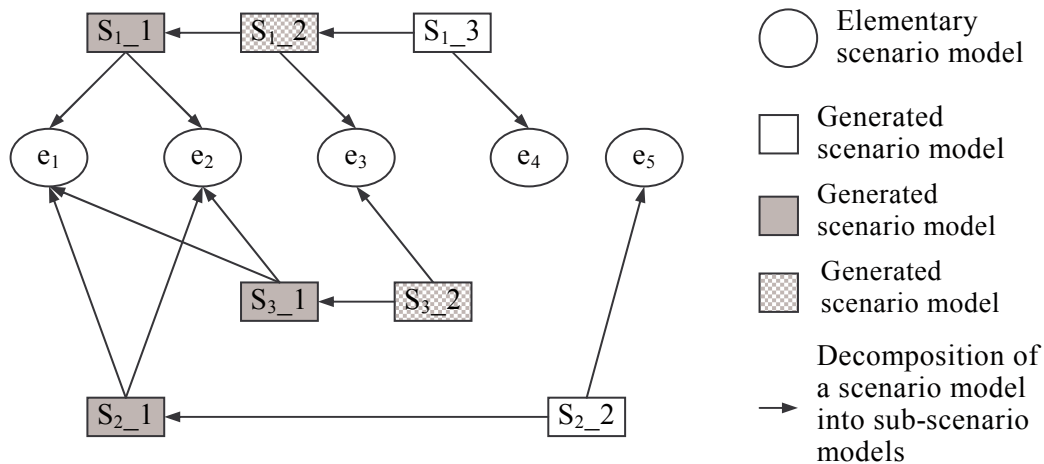 S₁_1
S₁_2
S₁_3
e₁
e₂
e₃
e₄
e₅
S₃_1
S₃_2
S₂_1
S₂_2
Elementary
scenario model
Generated
scenario model
Generated
scenario model
Generated
scenario model
Decomposition of
a scenario model
into sub-scenario
models